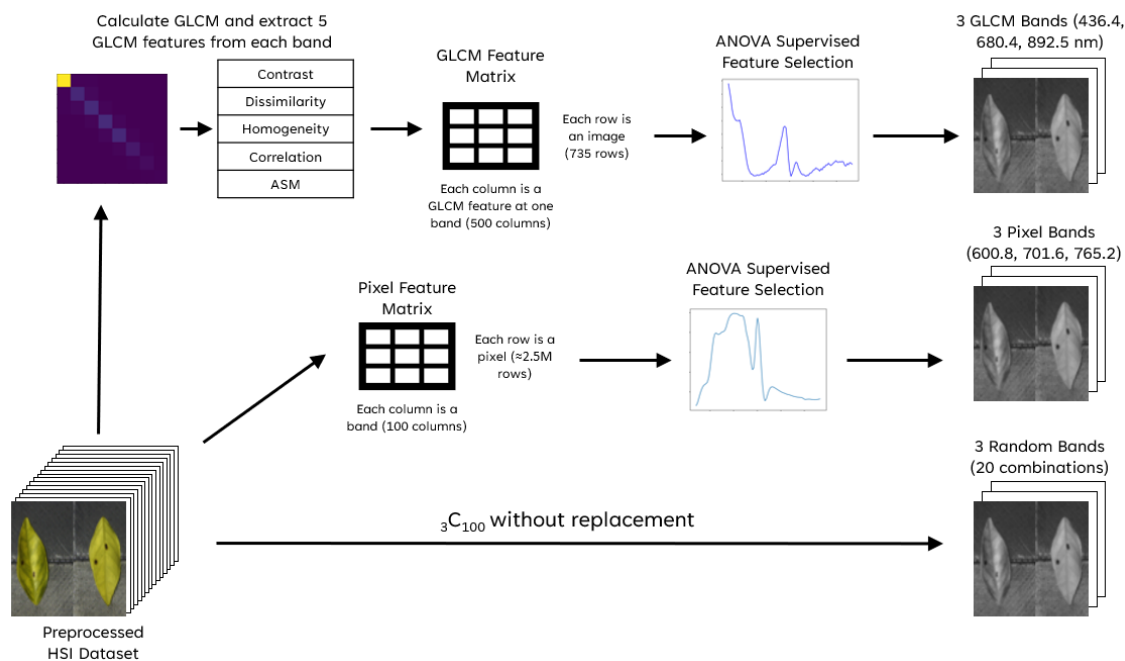 Calculate GLCM and extract 5
GLCM features from each band
Contrast
Dissimilarity
Homogeneity
Correlation
ASM
GLCM Feature
Matrix
Each row is
an image
(735 rows)
Each column is a
GLCM feature at one
band (500 columns)
ANOVA Supervised
Feature Selection
3 GLCM Bands (436.4,
680.4, 892.5 nm)
Pixel Feature
Matrix
Each row is a
pixel (≈2.5M
rows)
Each column is a
band (100 columns)
ANOVA Supervised
Feature Selection
3 Pixel Bands
(600.8, 701.6, 765.2)
3C100 without replacement
3 Random Bands
(20 combinations)
Preprocessed
HSI Dataset